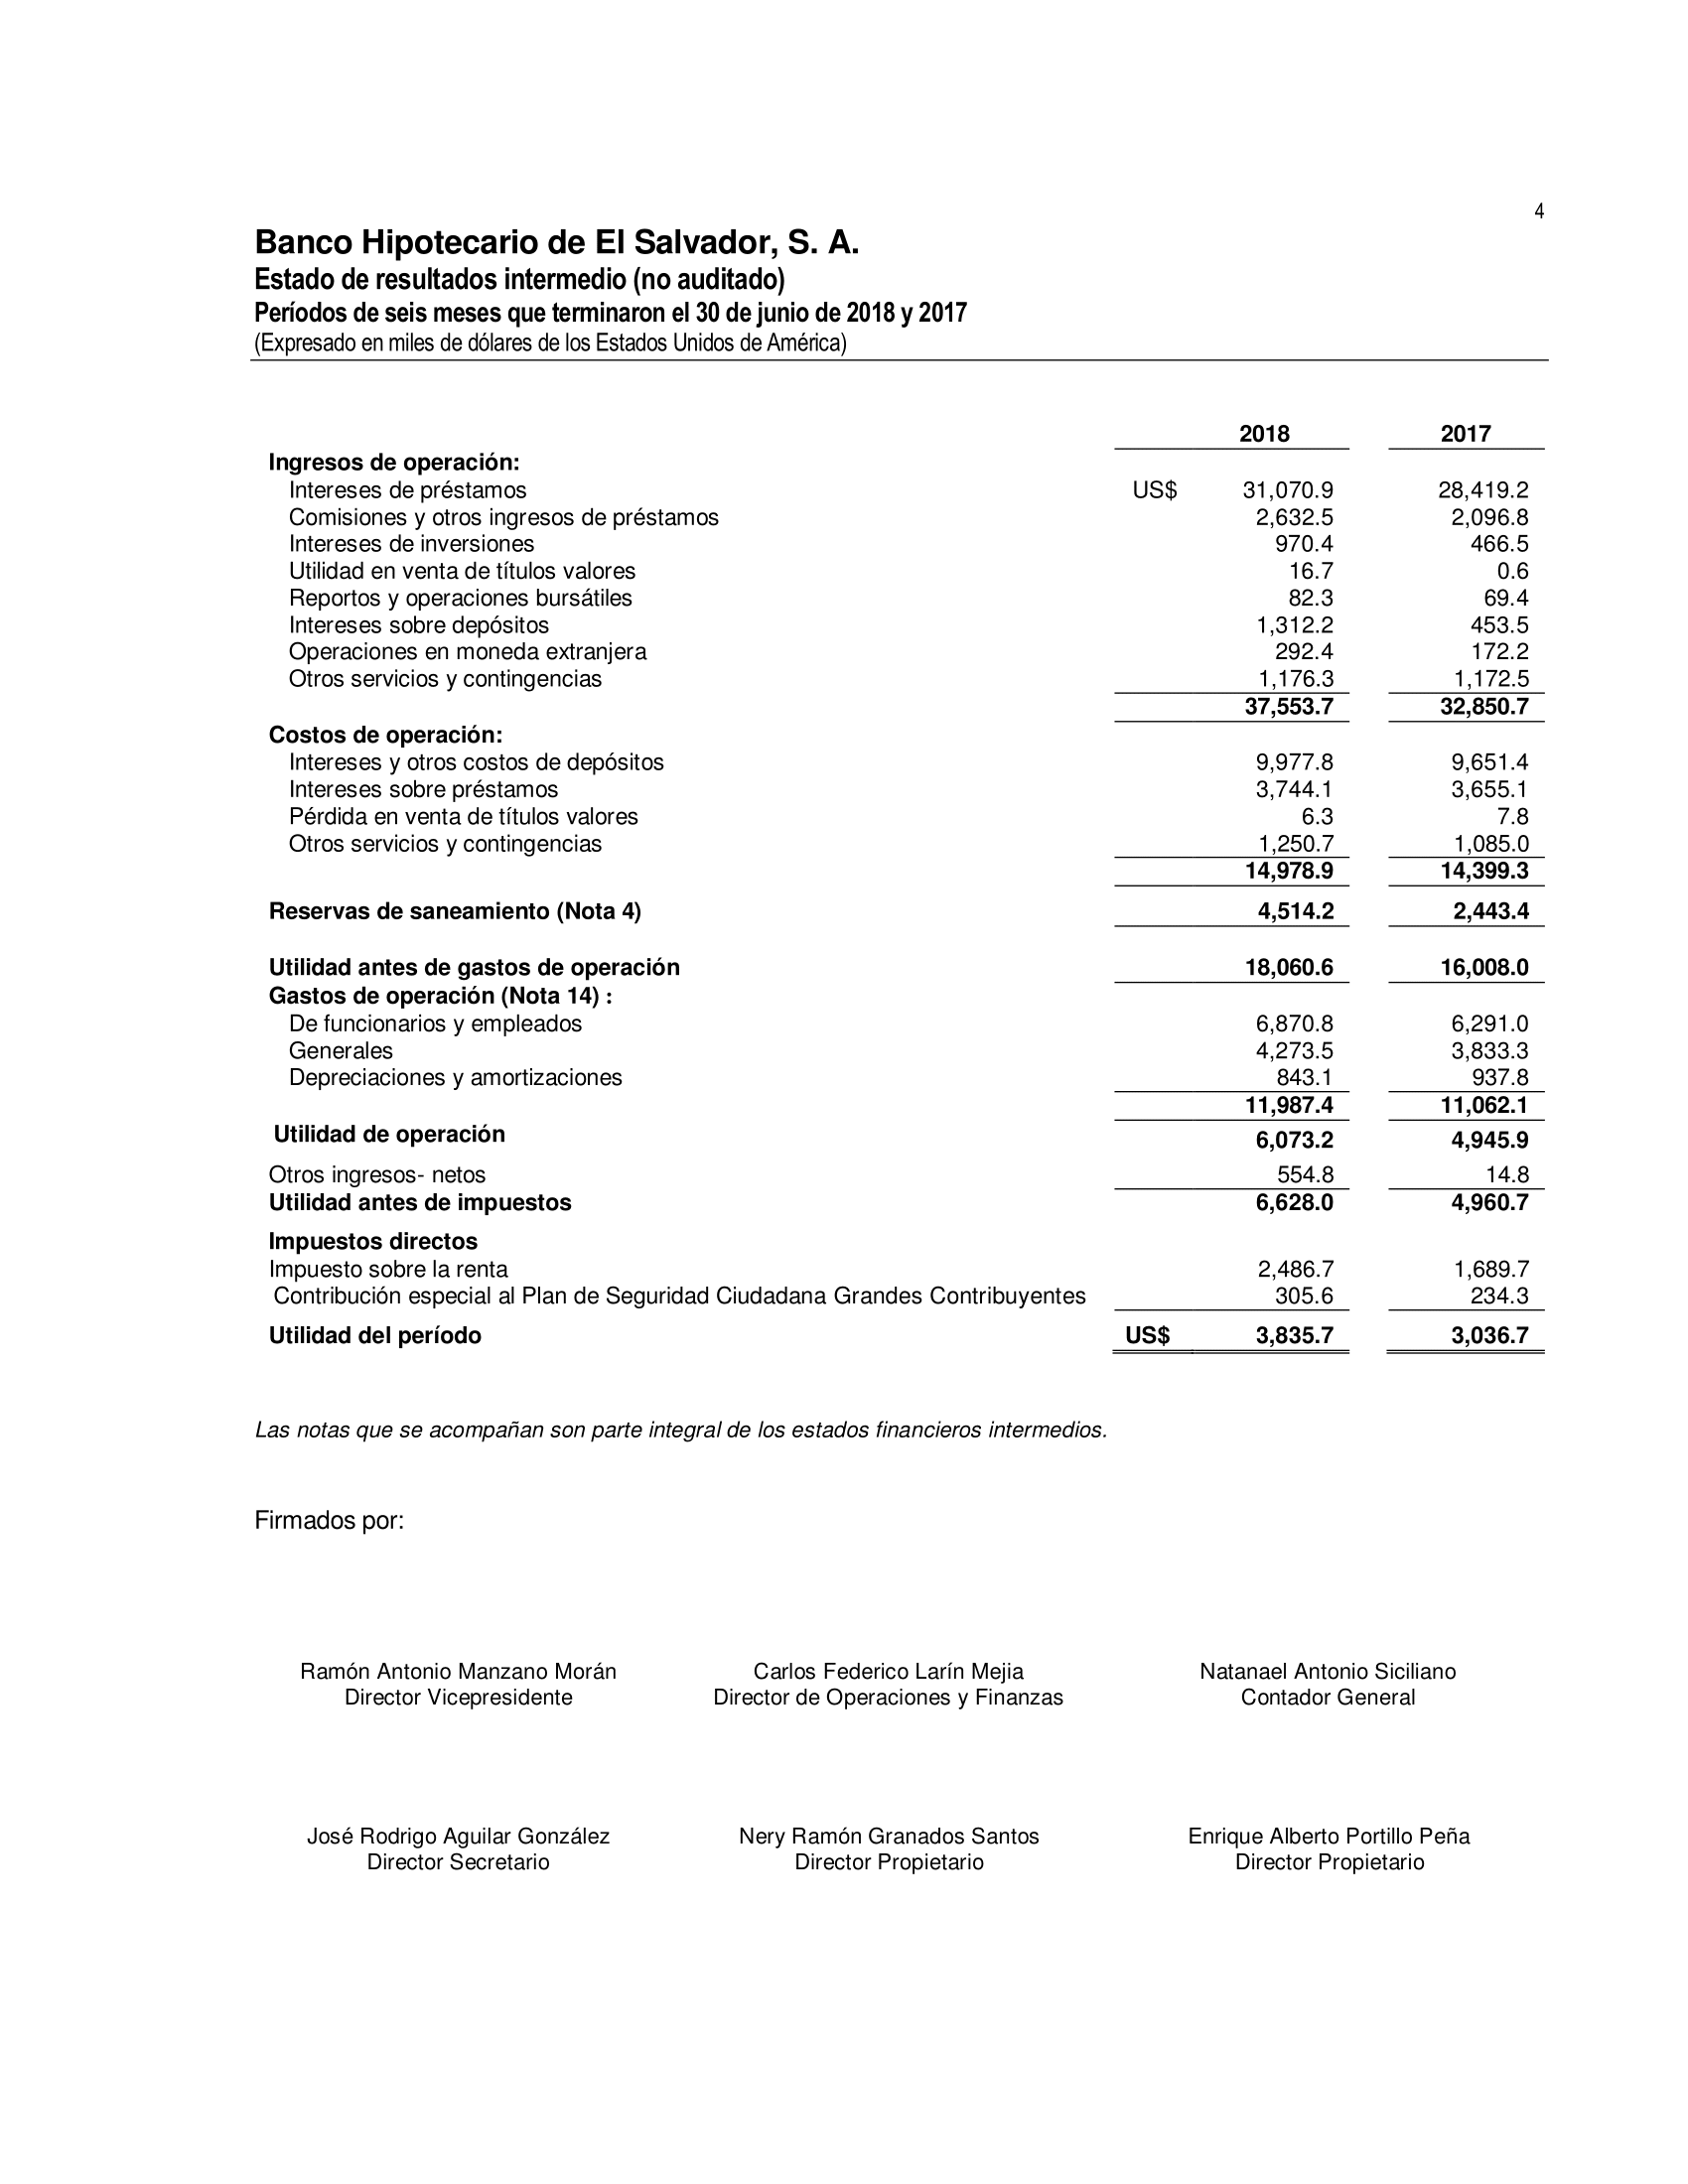 4
Banco Hipotecario de El Salvador, S. A.
Estado de resultados intermedio (no auditado)
Períodos de seis meses que terminaron el 30 de junio de 2018 y 2017
(Expresado en miles de dólares de los Estados Unidos de América)
2018 2017
Ingresos de operación:
Intereses de préstamos US$ 31,070.9 28,419.2
Comisiones y otros ingresos de préstamos 2,632.5 2,096.8
Intereses de inversiones 970.4 466.5
Utilidad en venta de títulos valores 16.7 0.6
Reportos y operaciones bursátiles 82.3 69.4
Intereses sobre depósitos 1,312.2 453.5
Operaciones en moneda extranjera 292.4 172.2
Otros servicios y contingencias 1,176.3 1,172.5
37,553.7 32,850.7
Costos de operación:
Intereses y otros costos de depósitos 9,977.8 9,651.4
Intereses sobre préstamos 3,744.1 3,655.1
Pérdida en venta de títulos valores 6.3 7.8
Otros servicios y contingencias 1,250.7 1,085.0
14,978.9 14,399.3
Reservas de saneamiento (Nota 4) 4,514.2 2,443.4
Utilidad antes de gastos de operación 18,060.6 16,008.0
Gastos de operación (Nota 14) :
De funcionarios y empleados 6,870.8 6,291.0
Generales 4,273.5 3,833.3
Depreciaciones y amortizaciones 843.1 937.8
11,987.4 11,062.1
Utilidad de operación 6,073.2 4,945.9
Otros ingresos- netos 554.8 14.8
Utilidad antes de impuestos 6,628.0 4,960.7
Impuestos directos
Impuesto sobre la renta 2,486.7 1,689.7
Contribución especial al Plan de Seguridad Ciudadana Grandes Contribuyentes 305.6 234.3
Utilidad del período US$ 3,835.7 3,036.7
Las notas que se acompañan son parte integral de los estados financieros intermedios.
Firmados por:
Ramón Antonio Manzano Morán Carlos Federico Larín Mejia Natanael Antonio Siciliano
Director Vicepresidente Director de Operaciones y Finanzas Contador General
José Rodrigo Aguilar González Nery Ramón Granados Santos Enrique Alberto Portillo Peña
Director Secretario Director Propietario Director Propietario